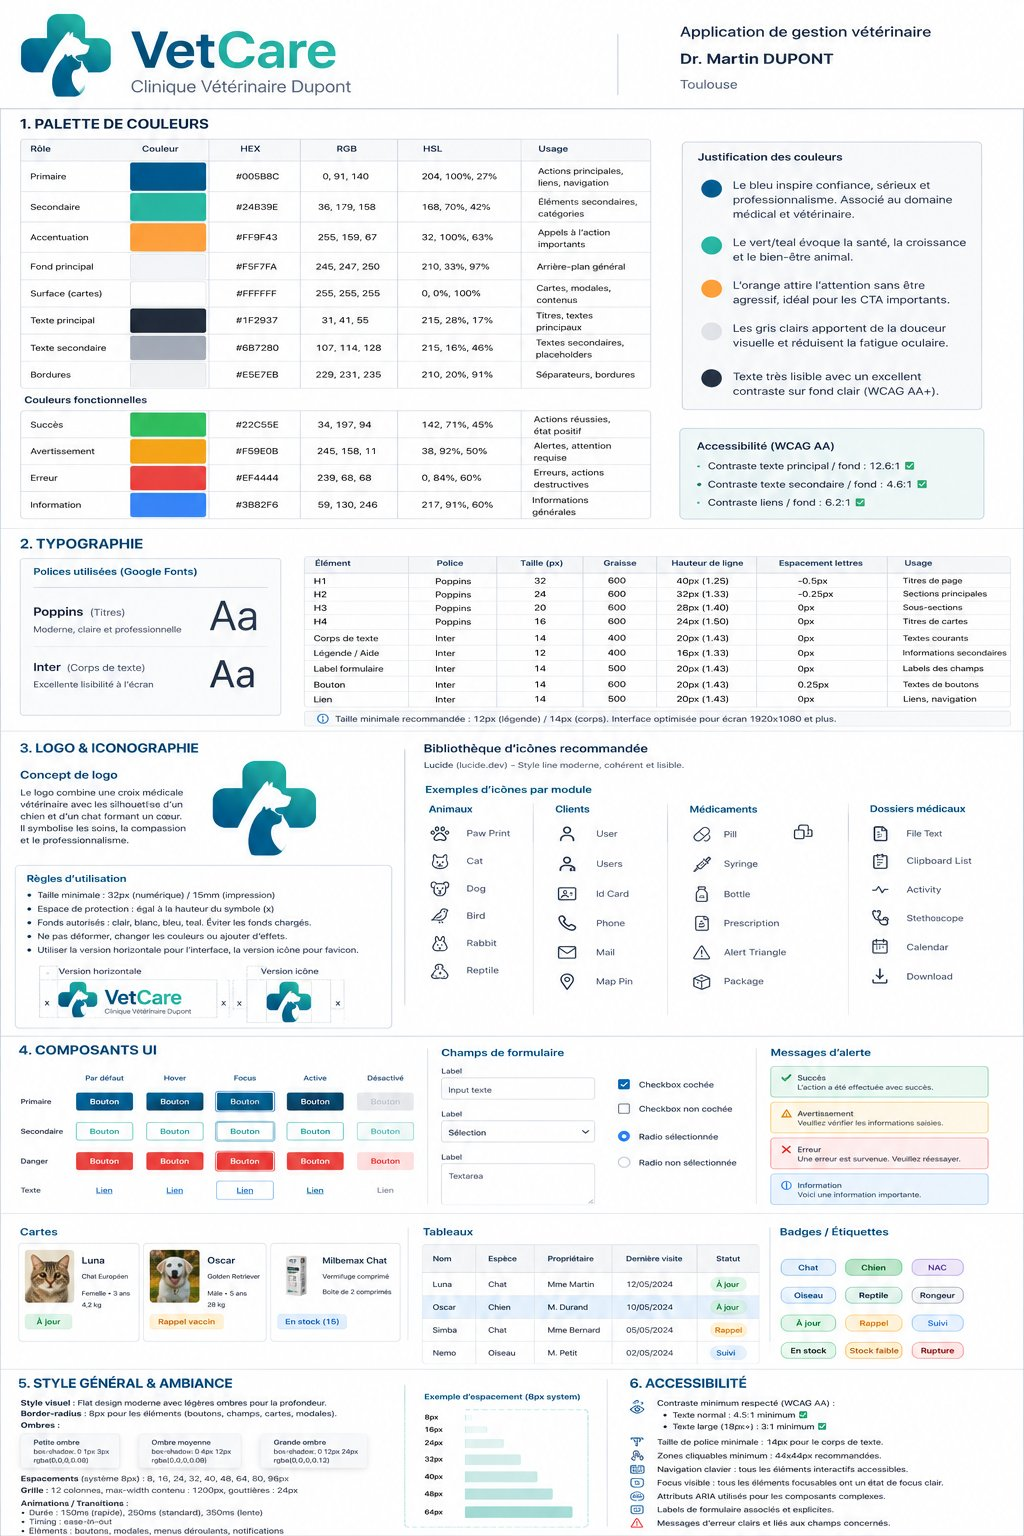 VetCare
Clinique Vétérinaire Dupont
Application de gestion vétérinaire
Dr. Martin DUPONT
Toulouse
1. PALETTE DE COULEURS
Rôle Couleur HEX RGB HSL Usage
Primaire #005B8C 0, 91, 140 204, 100%, 27% Actions principales, liens, navigation
Secondaire #24B39E 36, 179, 158 168, 70%, 42% Éléments secondaires, catégories
Accentuation #FF9F43 255, 159, 67 32, 100%, 63% Appels à l'action importants
Fond principal #F5F7FA 245, 247, 250 210, 33%, 97% Arrière-plan général
Surface (cartes) #FFFFFF 255, 255, 255 0, 0%, 100% Cartes, modales, contenus
Texte principal #1F2937 31, 41, 55 215, 28%, 17% Titres, textes principaux
Texte secondaire #6B7280 107, 114, 128 215, 16%, 46% Textes secondaires, placeholders
Bordures #E5E7EB 229, 231, 235 210, 20%, 91% Séparateurs, bordures
Couleurs fonctionnelles
Succès #22C55E 34, 197, 94 142, 71%, 45% Actions réussies, état positif
Avertissement #F59E0B 245, 158, 11 38, 92%, 50% Alertes, attention requise
Erreur #EF4444 239, 68, 68 0, 84%, 60% Erreurs, actions destructives
Information #3B82F6 59, 130, 246 217, 91%, 60% Informations générales
Justification des couleurs
Le bleu inspire confiance, sérieux et
professionnalisme. Associé au domaine
médical et vétérinaire.
Le vert/teal évoque la santé, la croissance
et le bien-être animal.
L'orange attire l'attention sans être
agressif, idéal pour les CTA importants.
Les gris clairs apportent de la douceur
visuelle et réduisent la fatigue oculaire.
Texte très lisible avec un excellent
contraste sur fond clair (WCAG AA+).
Accessibilité (WCAG AA)
- Contraste texte principal / fond : 12.6:1 ✅
• Contraste texte secondaire / fond : 4.6:1 ✅
- Contraste liens / fond : 6.2:1 ✅
2. TYPOGRAPHIE
Polices utilisées (Google Fonts)
Poppins (Titres) Aa
Moderne, claire et professionnelle
Inter (Corps de texte) Aa
Excellente lisibilité à l'écran
Élément Police Taille (px) Graisse Hauteur de ligne Espacement lettres Usage
H1 Poppins 32 600 40px (1.25) -0.5px Titres de page
H2 Poppins 24 600 32px (1.33) -0.25px Sections principales
H3 Poppins 20 600 28px (1.40) 0px Sous-sections
H4 Poppins 16 600 24px (1.50) 0px Titres de cartes
Corps de texte Inter 14 400 20px (1.43) 0px Textes courants
Légende / Aide Inter 12 400 16px (1.33) 0px Informations secondaires
Label formulaire Inter 14 500 20px (1.43) 0px Labels des champs
Bouton Inter 14 600 20px (1.43) 0.25px Textes de boutons
Lien Inter 14 500 20px (1.43) 0px Liens, navigation
Taille minimale recommandée : 12px (légende) / 14px (corps). Interface optimisée pour écran 1920x1080 et plus.
3. LOGO & ICONOGRAPHIE
Concept de logo
Le logo combine une croix médicale
vétérinaire avec les silhouettse d'un
chien et d'un chat formant un cœur.
Il symbolise les soins, la compassion
et le professionnalisme.
Règles d'utilisation
• Taille minimale : 32px (numérique) / 15mm (impression)
• Espace de protection : égal à la hauteur du symbole (x)
• Fonds autorisés : clair, blanc, bleu, teal. Éviter les fonds chargés.
• Ne pas déformer, changer les couleurs ou ajouter d'effets.
• Utiliser la version horizontale pour l'interface, la version icône pour favicon.
Version horizontale Version icône
x VetCare x x x
Clinique Vétérinaire Dupont
Bibliothèque d'icônes recommandée
Lucide (lucide.dev) – Style line moderne, cohérent et lisible.
Exemples d'icônes par module
Animaux
Paw Print
Cat
Dog
Bird
Rabbit
Reptile
Clients
User
Users
Id Card
Phone
Mail
Map Pin
Médicaments
Pill
Syringe
Bottle
Prescription
Alert Triangle
Package
Dossiers médicaux
File Text
Clipboard List
Activity
Stethoscope
Calendar
Download
4. COMPOSANTS UI
Par défaut Hover Focus Active Désactivé
Primaire Bouton Bouton Bouton Bouton Bouton
Secondaire Bouton Bouton Bouton Bouton Bouton
Danger Bouton Bouton Bouton Bouton Bouton
Texte Lien Lien Lien Lien Lien
Champs de formulaire
Label
Input texte
Label
Sélection
Label
Textarea
Checkbox cochée
Checkbox non cochée
Radio sélectionnée
Radio non sélectionnée
Messages d'alerte
Succès
L'action a été effectuée avec succès.
Avertissement
Veuillez vérifier les informations saisies.
Erreur
Une erreur est survenue. Veuillez réessayer.
Information
Voici une information importante.
Cartes
Luna
Chat Européen
Femelle • 3 ans
4,2 kg
À jour
Oscar
Golden Retriever
Mâle • 5 ans
28 kg
Rappel vaccin
Milbemax Chat
Vermifuge comprimé
Boîte de 2 comprimés
En stock (15)
Tableaux
Nom Espèce Propriétaire Dernière visite Statut
Luna Chat Mme Martin 12/05/2024 À jour
Oscar Chien M. Durand 10/05/2024 À jour
Simba Chat Mme Bernard 05/05/2024 Rappel
Nemo Oiseau M. Petit 02/05/2024 Suivi
Badges / Étiquettes
Chat Chien NAC
Oiseau Reptile Rongeur
À jour Rappel Suivi
En stock Stock faible Rupture
5. STYLE GÉNÉRAL & AMBIANCE
Style visuel : Flat design moderne avec légères ombres pour la profondeur.
Border-radius : 8px pour les éléments (boutons, champs, cartes, modales).
Ombres :
Petite ombre
box-shadow: 0 1px 3px
rgba(0,0,0,0.08)
Ombre moyenne
box-shadow: 0 4px 12px
rgba(0,0,0,0.08)
Grande ombre
box-shadow: 0 12px 24px
rgba(0,0,0,0.12)
Espacements (système 8px) : 8, 16, 24, 32, 40, 48, 64, 80, 96px
Grille : 12 colonnes, max-width contenu : 1200px, gouttières : 24px
Animations / Transitions :
• Durée : 150ms (rapide), 250ms (standard), 350ms (lente)
• Timing : ease-in-out
• Éléments : boutons, modales, menus déroulants, notifications
Exemple d'espacement (8px system)
8px
16px
24px
32px
40px
48px
64px
6. ACCESSIBILITÉ
Contraste minimum respecté (WCAG AA) :
• Texte normal : 4.5:1 minimum ✅
• Texte large (18px+) : 3:1 minimum ✅
Taille de police minimale : 14px pour le corps de texte.
Zones cliquables minimum : 44x44px recommandées.
Navigation clavier : tous les éléments interactifs accessibles.
Focus visible : tous les éléments focusables ont un état de focus clair.
Attributs ARIA utilisés pour les composants complexes.
Labels de formulaire associés et explicites.
Messages d'erreur clairs et liés aux champs concernés.